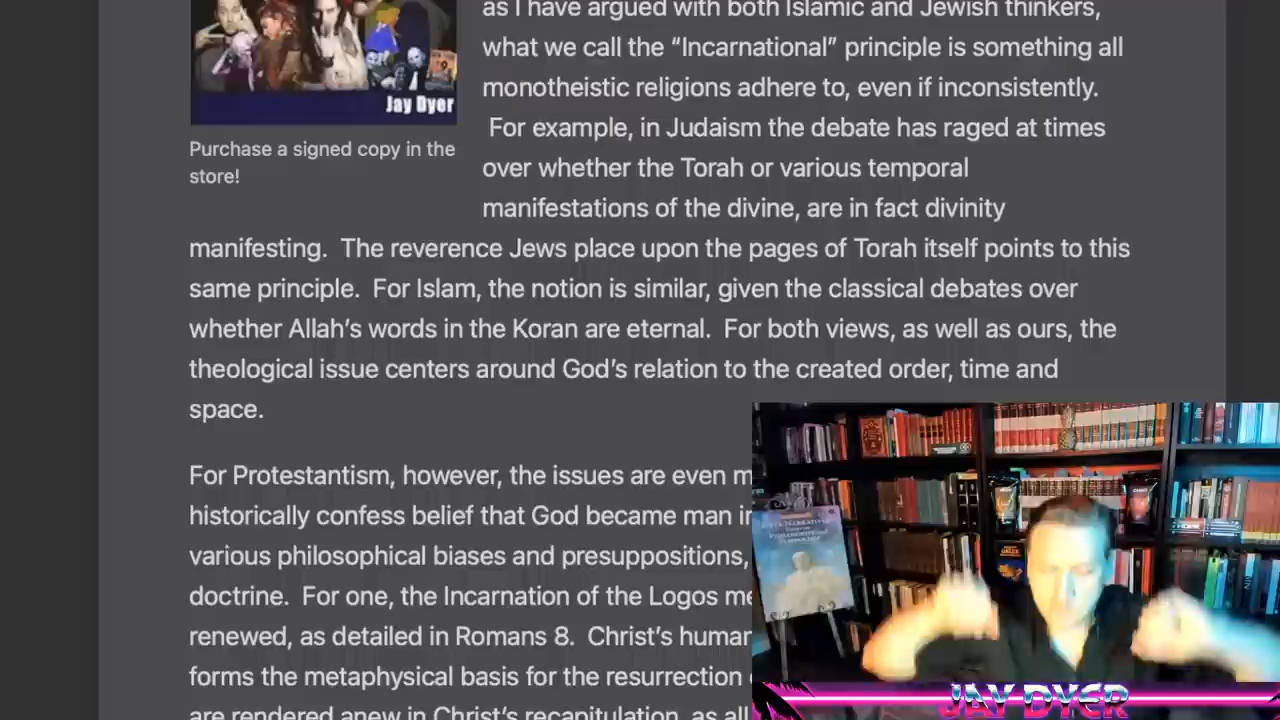 as I have argued with both Islamic and Jewish thinkers,
what we call the “Incarnational” principle is something all
monotheistic religions adhere to, even if inconsistently.
For example, in Judaism the debate has raged at times
over whether the Torah or various temporal
manifestations of the divine, are in fact divinity
Jay Dyer
Purchase a signed copy in the
store!
manifesting.  The reverence Jews place upon the pages of Torah itself points to this
same principle.  For Islam, the notion is similar, given the classical debates over
whether Allah’s words in the Koran are eternal.  For both views, as well as ours, the
theological issue centers around God’s relation to the created order, time and
space.
For Protestantism, however, the issues are even
historically confess belief that God became man
various philosophical biases and presuppositions,
doctrine.  For one, the Incarnation of the Logos
renewed, as detailed in Romans 8.  Christ’s
forms the metaphysical basis for the resurrection
are rendered anew in Christ’s recapitulation, as all
JAY DYER